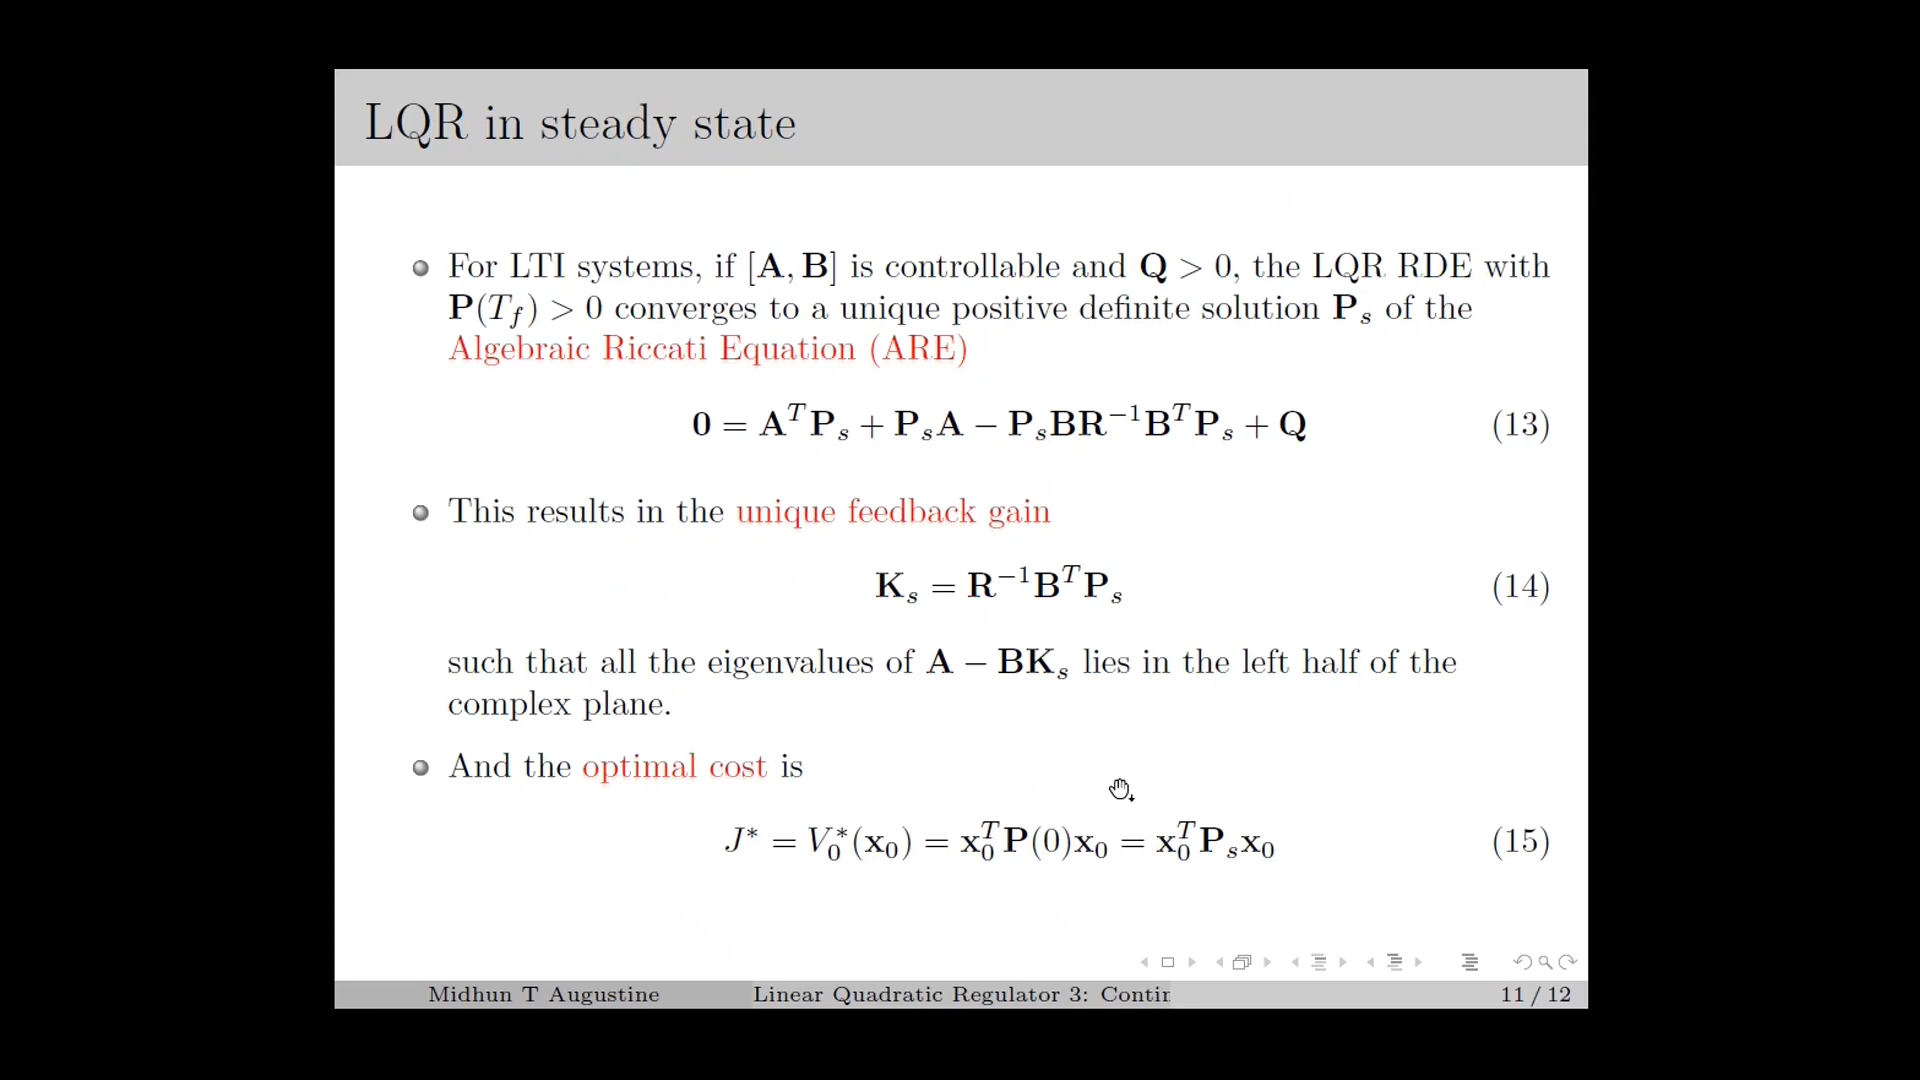 LQR in steady state
For LTI systems, if [A, B] is controllable and Q > 0, the LQR RDE with
P(T_f) > 0 converges to a unique positive definite solution P_s of the
Algebraic Riccati Equation (ARE)
0 = A^T P_s + P_s A − P_s BR^{−1} B^T P_s + Q (13)
This results in the unique feedback gain
K_s = R^{−1} B^T P_s (14)
such that all the eigenvalues of A − BK_s lies in the left half of the
complex plane.
And the optimal cost is
J* = V_0^*(x_0) = x_0^T P(0)x_0 = x_0^T P_s x_0 (15)
Midhun T Augustine Linear Quadratic Regulator 3: Contin 11 / 12